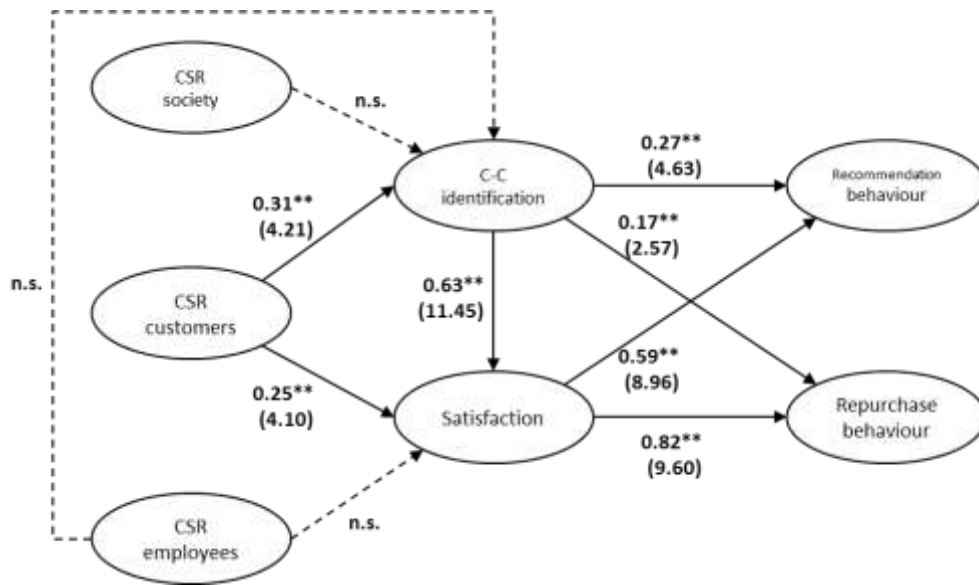 CSR
society
n.s.
C-C
identification
0.27**
(4.63)
Recommendation
behaviour
0.31**
(4.21)
0.17**
(2.57)
n.s.
CSR
customers
0.63**
(11.45)
0.25**
(4.10)
Satisfaction
0.59**
(8.96)
0.82**
(9.60)
Repurchase
behaviour
CSR
employees
n.s.